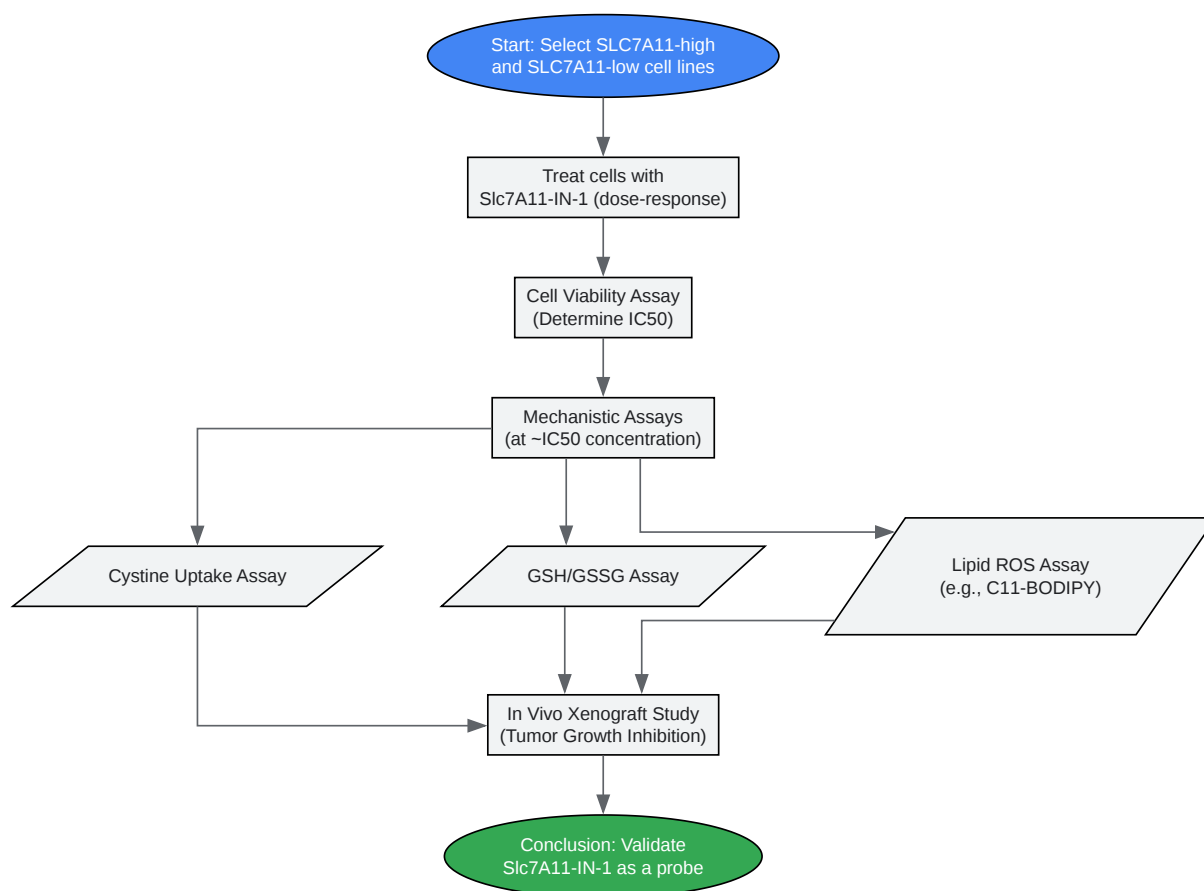 Start: Select SLC7A11-high
and SLC7A11-low cell lines
Treat cells with
Slc7A11-IN-1 (dose-response)
Cell Viability Assay
(Determine IC50)
Mechanistic Assays
(at ~IC50 concentration)
Cystine Uptake Assay
GSH/GSSG Assay
Lipid ROS Assay
(e.g., C11-BODIPY)
In Vivo Xenograft Study
(Tumor Growth Inhibition)
Conclusion: Validate
Slc7A11-IN-1 as a probe